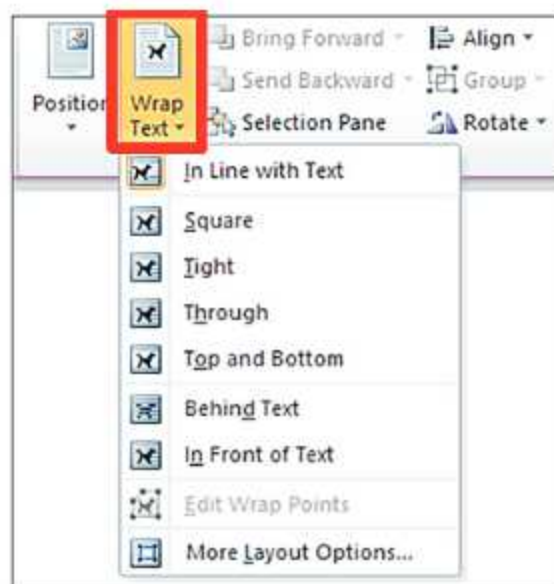 Position
Wrap
Text
Bring Forward
Send Backward
Selection Pane
Align
Group
Rotate
In Line with Text
Square
Tight
Through
Top and Bottom
Behind Text
In Front of Text
Edit Wrap Points
More Layout Options...